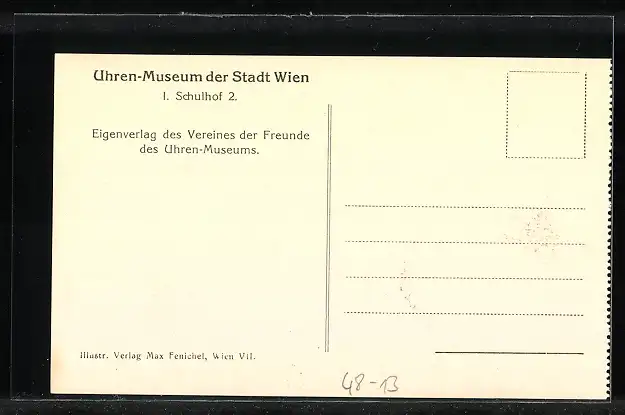 Uhren-Museum der Stadt Wien
I. Schulhof 2.
Eigenverlag des Vereines der Freunde
des Uhren-Museums.
Illustr. Verlag Max Fenichel, Wien VII.
48-13